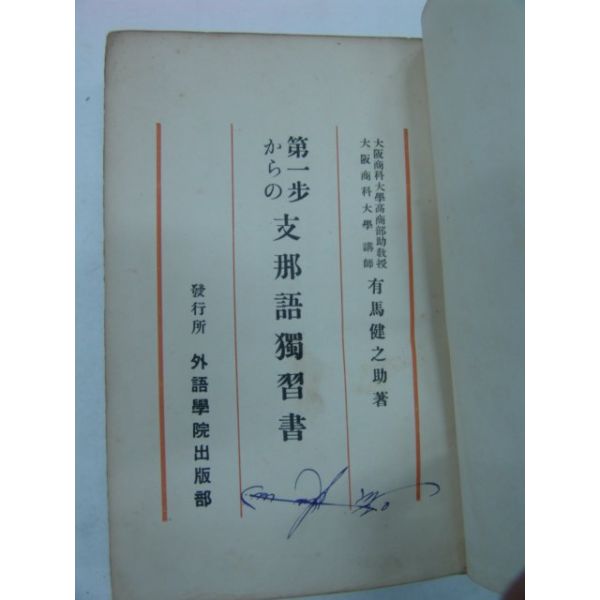 大阪商科大學高商部助教授
大阪商科大學 講師
有馬健之助著
第一步
からの
支那語獨習書
發行所 外語學院出版部